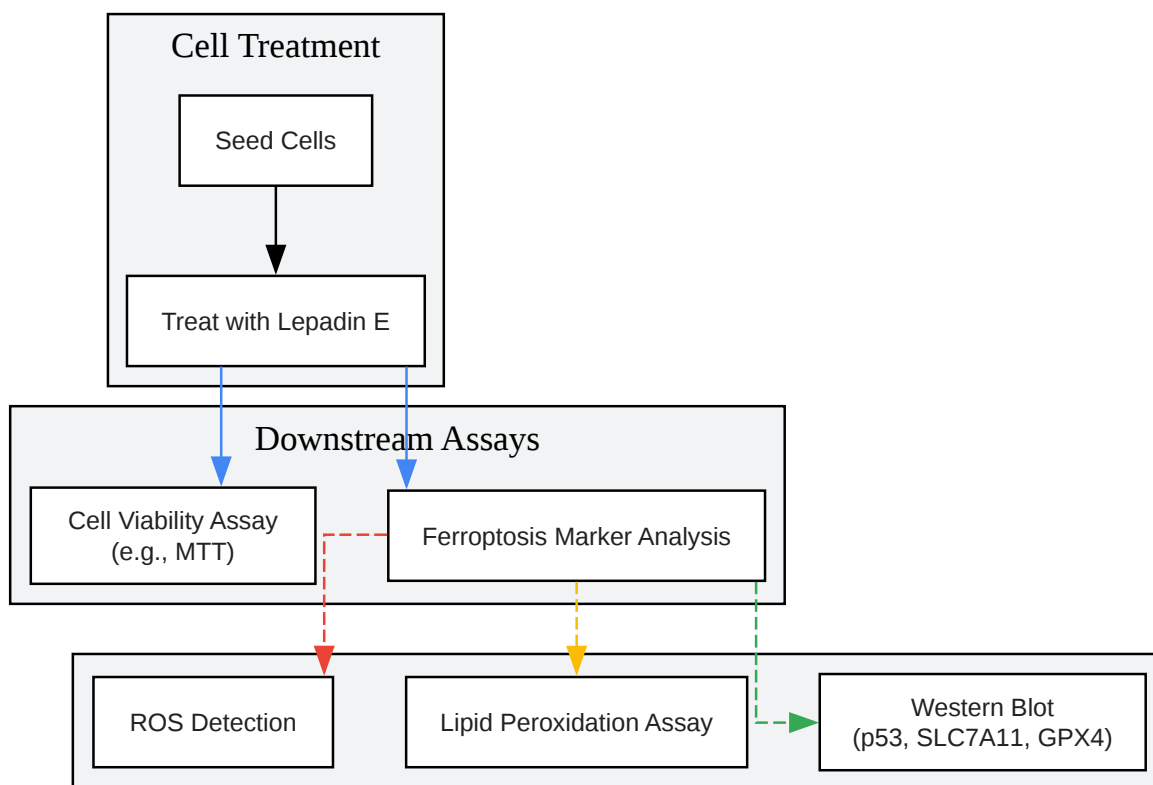 Cell Treatment
Seed Cells
Treat with Lepadin E
Downstream Assays
Cell Viability Assay
(e.g., MTT)
Ferroptosis Marker Analysis
ROS Detection
Lipid Peroxidation Assay
Western Blot
(p53, SLC7A11, GPX4)